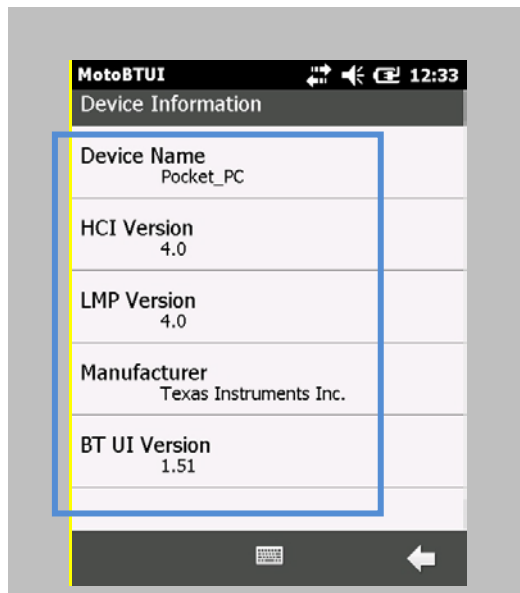 MotoBTUI 12:33
Device Information
Device Name
Pocket_PC
HCI Version
4.0
LMP Version
4.0
Manufacturer
Texas Instruments Inc.
BT UI Version
1.51